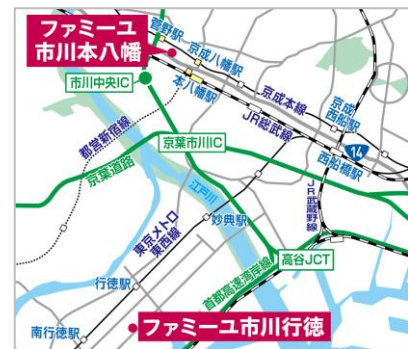 ファミーユ
市川本八幡
菅野駅
京成八幡駅
市川中央IC
本八幡駅
京成本線
京成
西船駅
JR総武線
都営新宿線
京葉市川IC
14
西船橋駅
京葉道路
江戸川
JR武蔵野線
東京メトロ
東西線
妙典駅
高谷JCT
行徳駅
首都高速湾岸線
南行徳駅
ファミーユ市川行徳